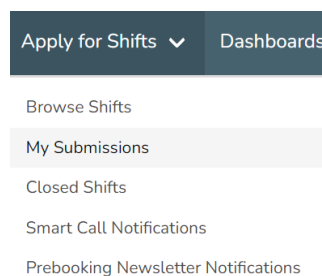 Apply for Shifts Dashboards
Browse Shifts
My Submissions
Closed Shifts
Smart Call Notifications
Prebooking Newsletter Notifications